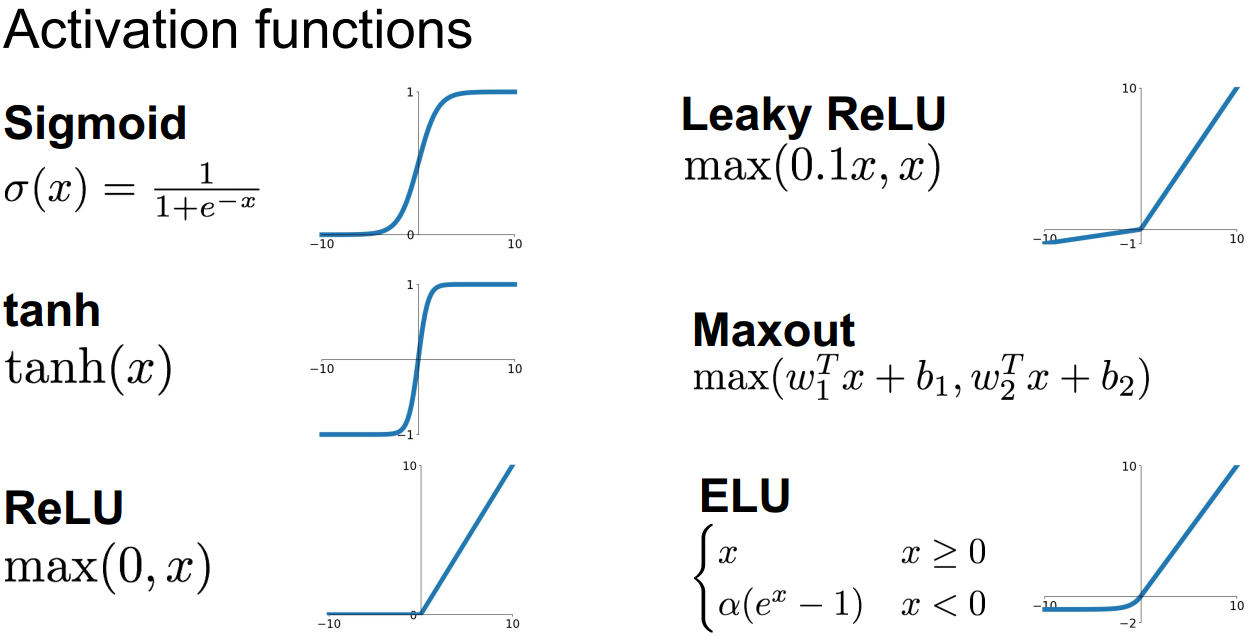 Activation functions
Sigmoid
σ(x) = 1/(1+e^{-x})
1
0
−10
10
tanh
tanh(x)
1
−10
10
−1
ReLU
max(0, x)
10
0
−10
10
Leaky ReLU
max(0.1x, x)
10
−10
−1
10
Maxout
max(w_1^T x + b_1, w_2^T x + b_2)
ELU
{ x x ≥ 0
α(e^x − 1) x < 0
10
−10
−2
10